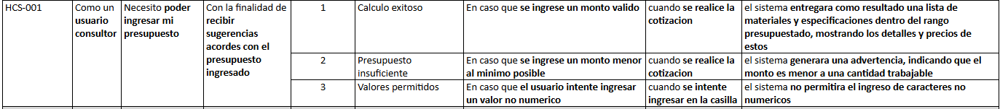 HCS-001
Como un
usuario
consultor
Necesito poder
ingresar mi
presupuesto
Con la finalidad de
recibir
sugerencias
acordes con el
presupuesto
ingresado
1
Calculo exitoso
En caso que se ingrese un monto valido
cuando se realice la
cotizacion
el sistema entregara como resultado una lista de
materiales y especificaciones dentro del rango
presupuestado, mostrando los detalles y precios de
estos
2
Presupuesto
insuficiente
En caso que se ingrese un monto menor
al minimo posible
cuando se realice la
cotizacion
el sistema generara una advertencia, indicando que el
monto es menor a una cantidad trabajable
3
Valores permitidos
En caso que el usuario intente ingresar
un valor no numerico
cuando se intente
ingresar en la casilla
el sistema no permitira el ingreso de caracteres no
numericos